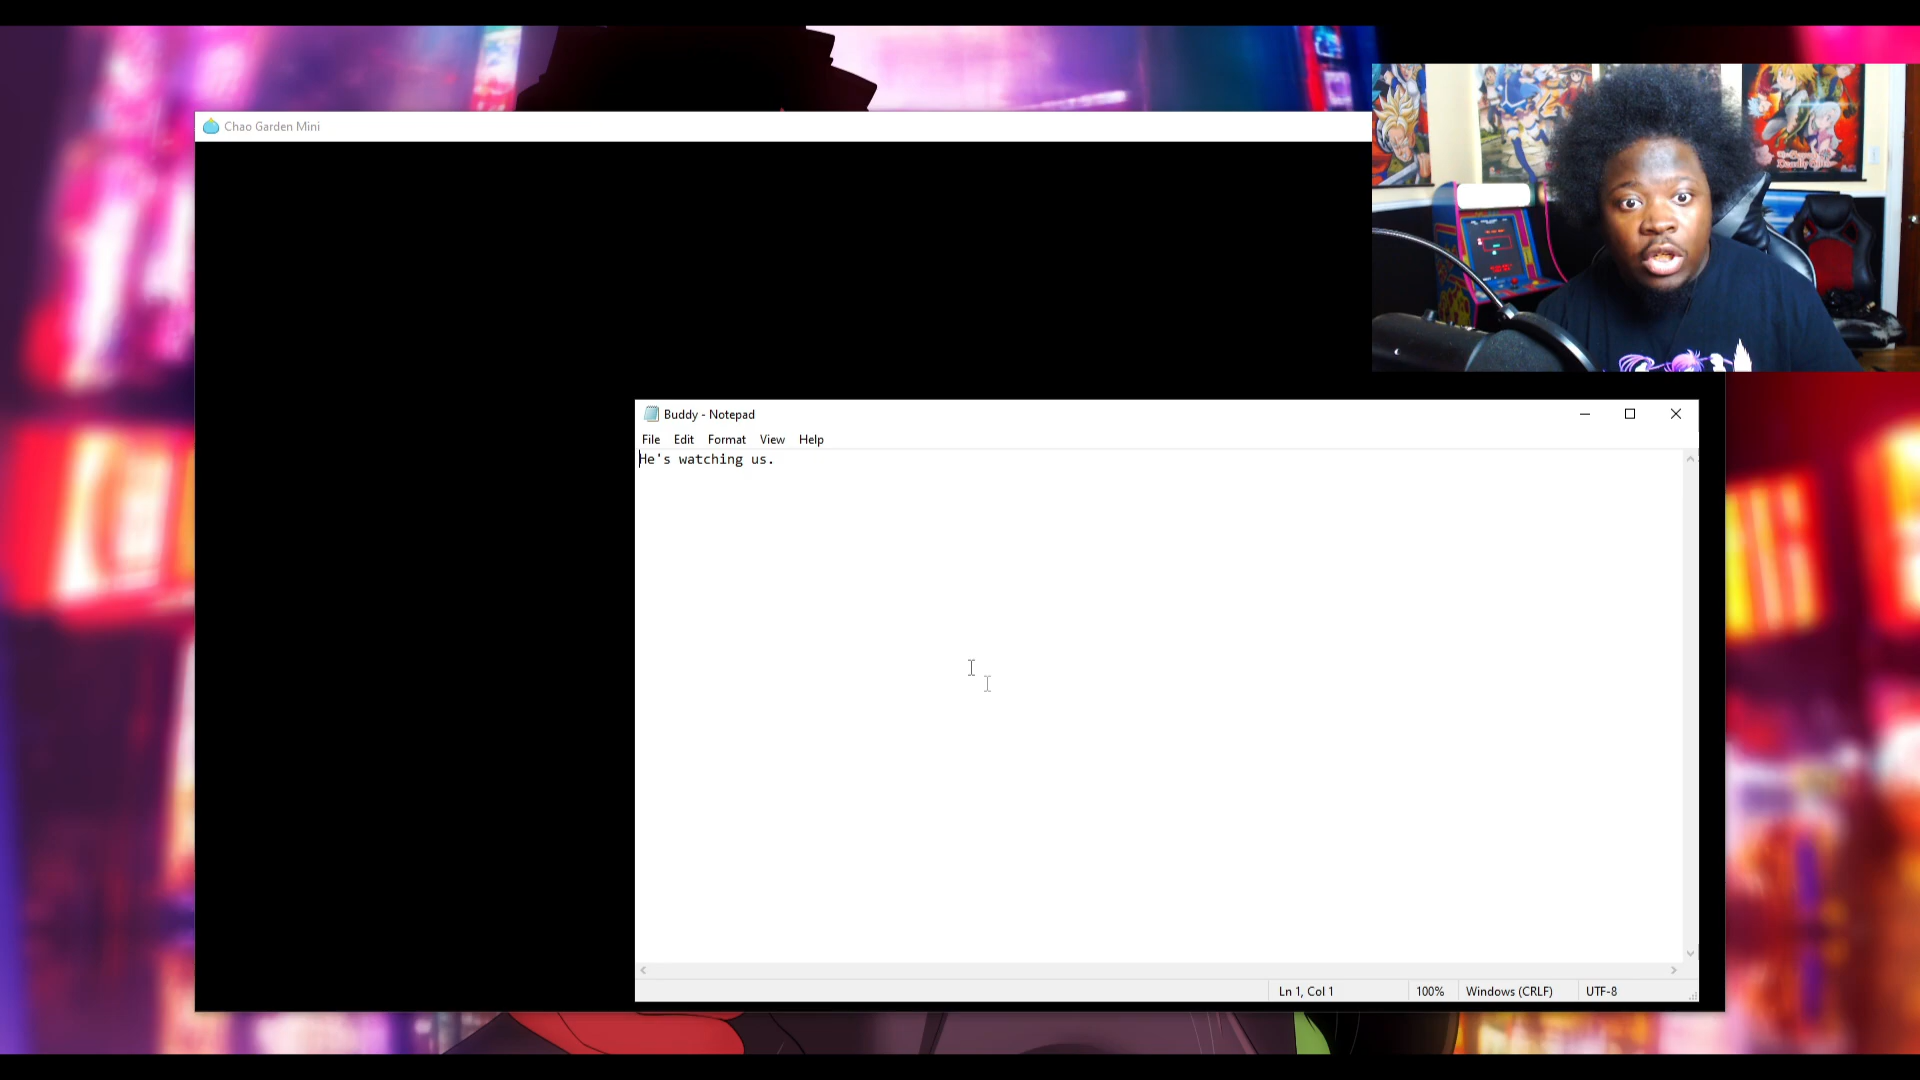 Chao Garden Mini
Buddy - Notepad
File Edit Format View Help
He's watching us.
Ln 1, Col 1 100% Windows (CRLF) UTF-8